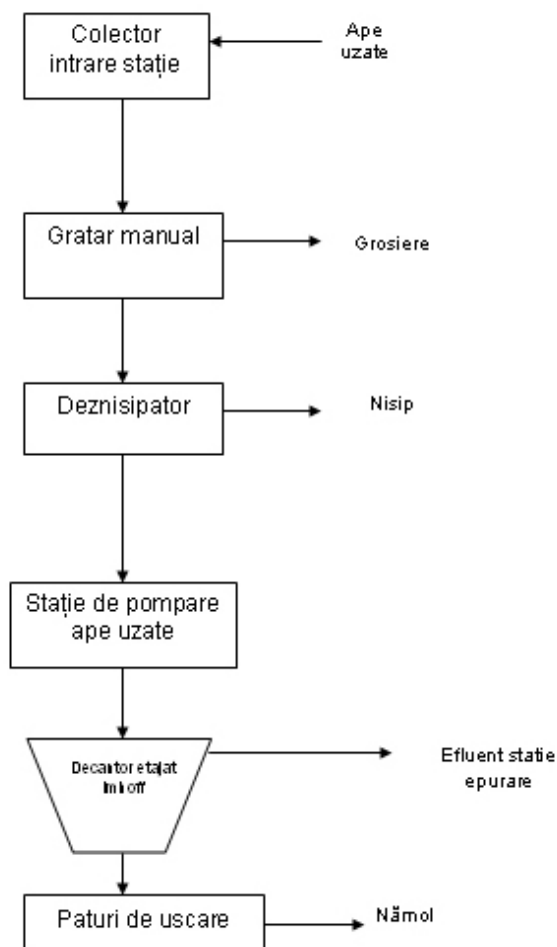 Colector
intrare stație
Ape
uzate
Gratar manual
Grosiere
Deznisipator
Nisip
Stație de pompare
ape uzate
Decantor etajat
Imhoff
Efluent statie
epurare
Paturi de uscare
Nămol